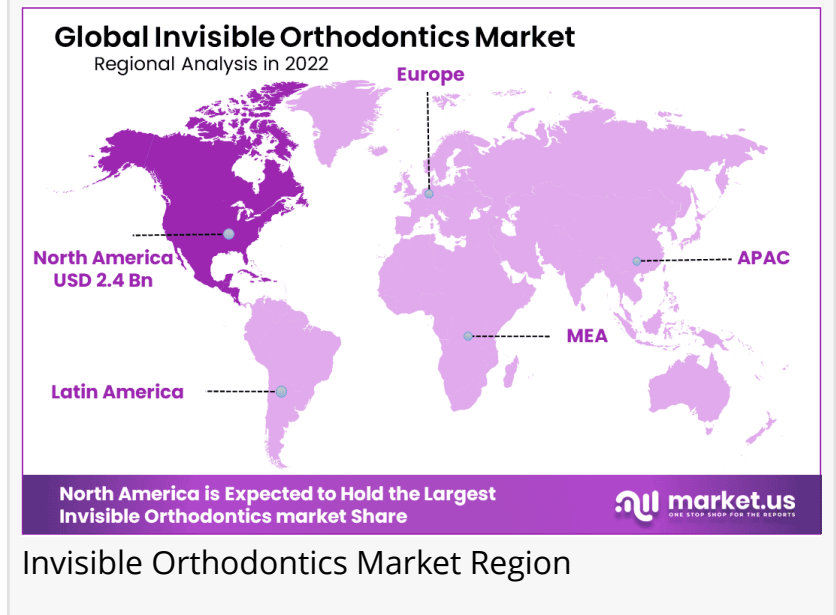 Global Invisible Orthodontics Market
Regional Analysis in 2022
Europe
North America
USD 2.4 Bn
APAC
MEA
Latin America
North America is Expected to Hold the Largest
Invisible Orthodontics market Share
market.us
ONE STOP SHOP FOR THE REPORTS
Invisible Orthodontics Market Region